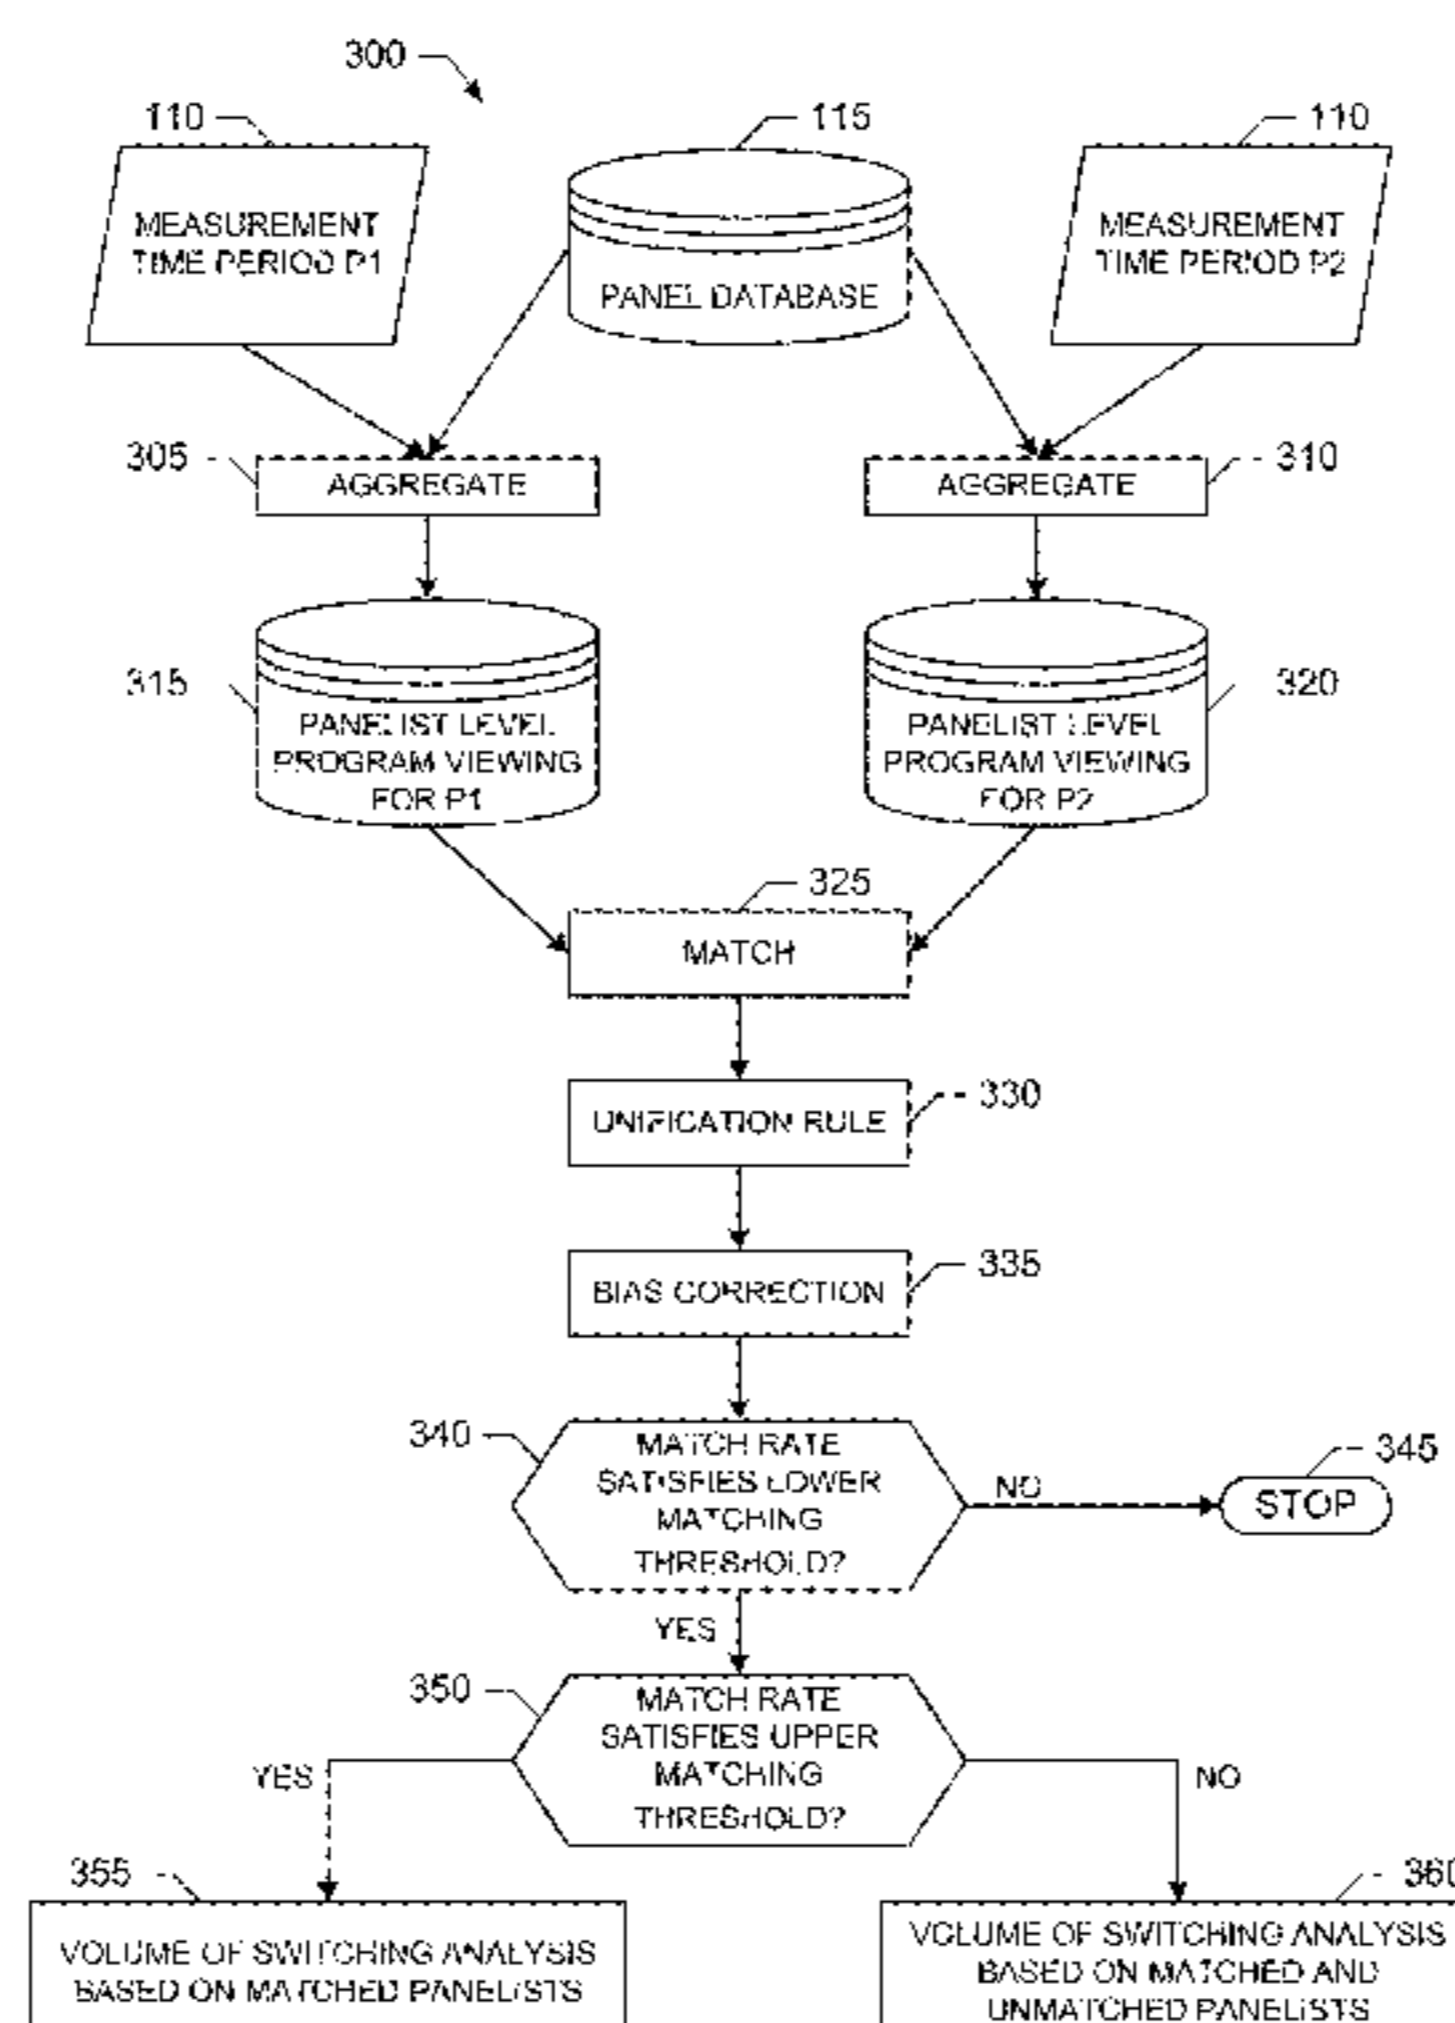 300
110
115
110
MEASUREMENT
TIME PERIOD P1
PANEL DATABASE
MEASUREMENT
TIME PERIOD P2
305
AGGREGATE
AGGREGATE
310
315
PANELIST LEVEL
PROGRAM VIEWING
FOR P1
PANELIST LEVEL
PROGRAM VIEWING
FOR P2
320
325
MATCH
UNIFICATION RULE
330
BIAS CORRECTION
335
340
MATCH RATE
SATISFIES LOWER
MATCHING
THRESHOLD?
NO
STOP
345
YES
350
MATCH RATE
SATISFIES UPPER
MATCHING
THRESHOLD?
YES
NO
355
VOLUME OF SWITCHING ANALYSIS
BASED ON MATCHED PANELISTS
360
VOLUME OF SWITCHING ANALYSIS
BASED ON MATCHED AND
UNMATCHED PANELISTS